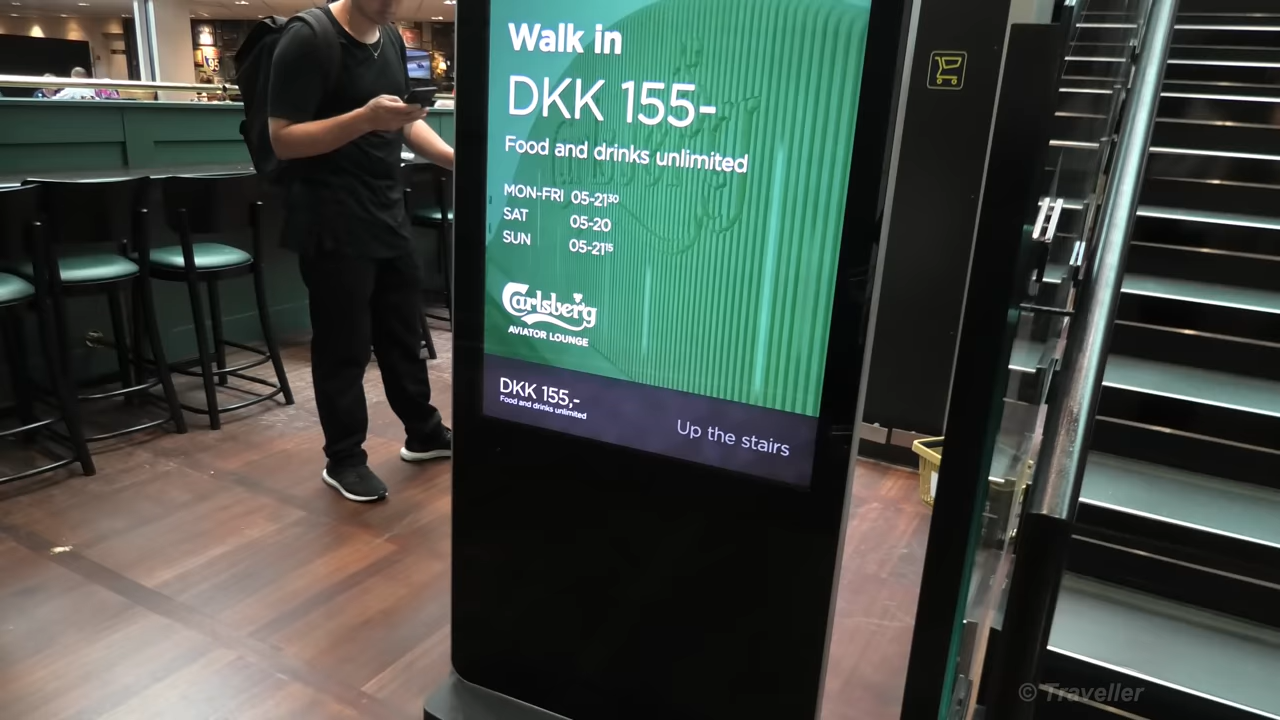 Walk in
DKK 155-
Food and drinks unlimited
MON-FRI 05-21³⁰
SAT 05-20
SUN 05-21¹⁵
Carlsberg
AVIATOR LOUNGE
DKK 155,-
Food and drinks unlimited
Up the stairs
95
© Traveller